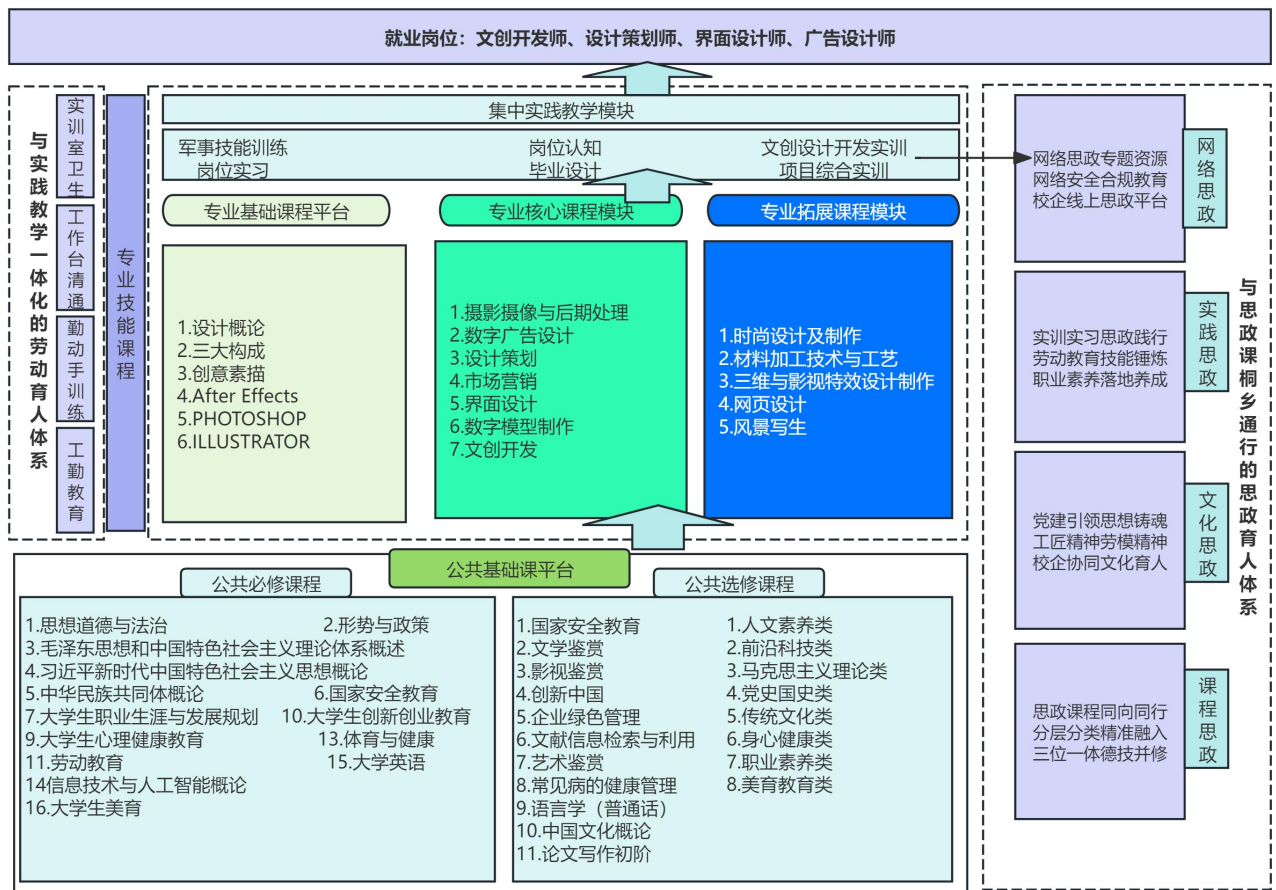 就业岗位：文创开发师、设计策划师、界面设计师、广告设计师
与实践教学一体化的劳动育人体系
实训室卫生
工作台清通
勤动手训练
工勤教育
专业技能课程
集中实践教学模块
军事技能训练 岗位认知 文创设计开发实训
岗位实习 毕业设计 项目综合实训
专业基础课程平台
1.设计概论
2.三大构成
3.创意素描
4.After Effects
5.PHOTOSHOP
6.ILLUSTRATOR
专业核心课程模块
1.摄影摄像与后期处理
2.数字广告设计
3.设计策划
4.市场营销
5.界面设计
6.数字模型制作
7.文创开发
专业拓展课程模块
1.时尚设计及制作
2.材料加工技术与工艺
3.三维与影视特效设计制作
4.网页设计
5.风景写生
公共基础课平台
公共必修课程
1.思想道德与法治 2.形势与政策
3.毛泽东思想和中国特色社会主义理论体系概述
4.习近平新时代中国特色社会主义思想概论
5.中华民族共同体概论 6.国家安全教育
7.大学生职业生涯与发展规划 10.大学生创新创业教育
9.大学生心理健康教育 13.体育与健康
11.劳动教育 15.大学英语
14信息技术与人工智能概论
16.大学生美育
公共选修课程
1.国家安全教育
2.文学鉴赏
3.影视鉴赏
4.创新中国
5.企业绿色管理
6.文献信息检索与利用
7.艺术鉴赏
8.常见病的健康管理
9.语言学（普通话）
10.中国文化概论
11.论文写作初阶
1.人文素养类
2.前沿科技类
3.马克思主义理论类
4.党史国史类
5.传统文化类
6.身心健康类
7.职业素养类
8.美育教育类
网络思政专题资源
网络安全合规教育
校企线上思政平台
网络思政
实训实习思政践行
劳动教育技能锤炼
职业素养落地养成
实践思政
党建引领思想铸魂
工匠精神劳模精神
校企协同文化育人
文化思政
思政课程同向同行
分层分类精准融入
三位一体德技并修
课程思政
与思政课桐乡通行的思政育人体系